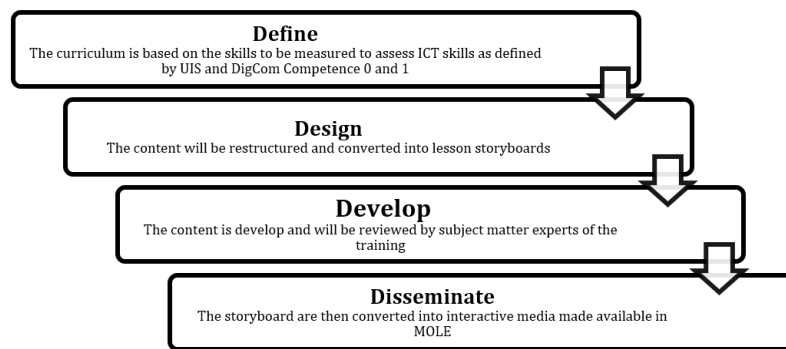 Define
The curriculum is based on the skills to be measured to assess ICT skills as defined
by UIS and DigCom Competence 0 and 1
Design
The content will be restructured and converted into lesson storyboards
Develop
The content is develop and will be reviewed by subject matter experts of the
training
Disseminate
The storyboard are then converted into interactive media made available in
MOLE